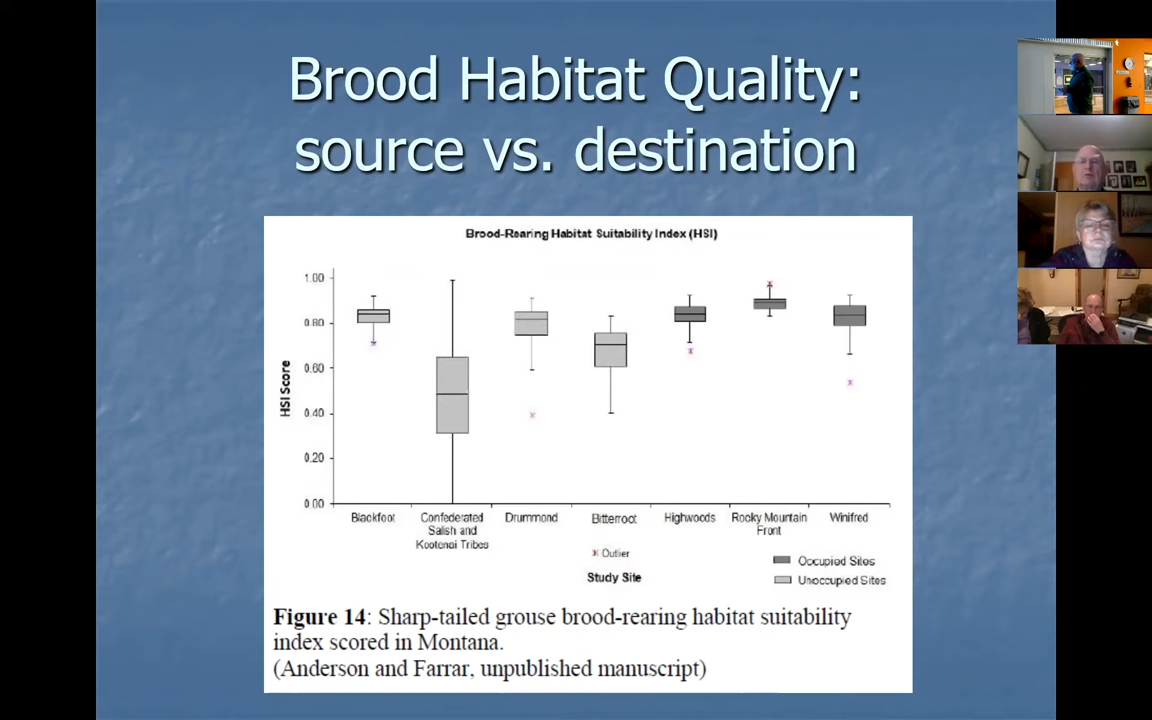 Brood Habitat Quality:
source vs. destination
Brood-Rearing Habitat Suitability Index (HSI)
HSI Score
1.00
0.80
0.60
0.40
0.20
0.00
Blackfoot
Confederated
Salish and
Kootenai Tribes
Drummond
Bitterroot
Highwoods
Rocky Mountain
Front
Winifred
Outlier
Study Site
Occupied Sites
Unoccupied Sites
Figure 14: Sharp-tailed grouse brood-rearing habitat suitability
index scored in Montana.
(Anderson and Farrar, unpublished manuscript)